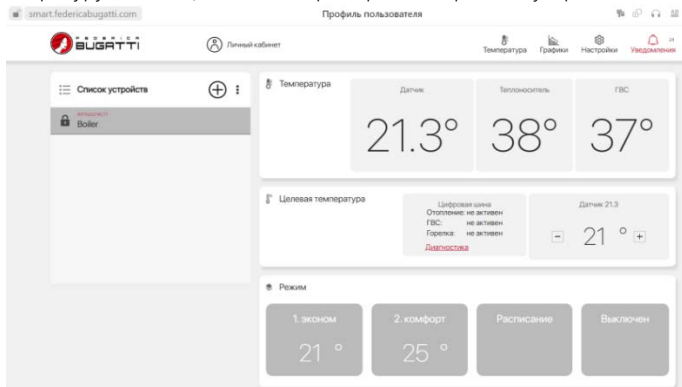 smart.federicabugatti.com
Профиль пользователя
FEDERICA
BUGATTI
Личный кабинет
Температура
Графики
Настройки
Уведомления
Список устройств
Boiler
Температура
Датчик
21.3°
Теплоноситель
38°
ГВС
37°
Целевая температура
Цифровая шина
Отопление: не активен
ГВС: не активен
Горелка: не активен
Диагностика
Датчик 21.3
− 21 ° +
Режим
1. эконом
21 °
2. комфорт
25 °
Расписание
Выключен